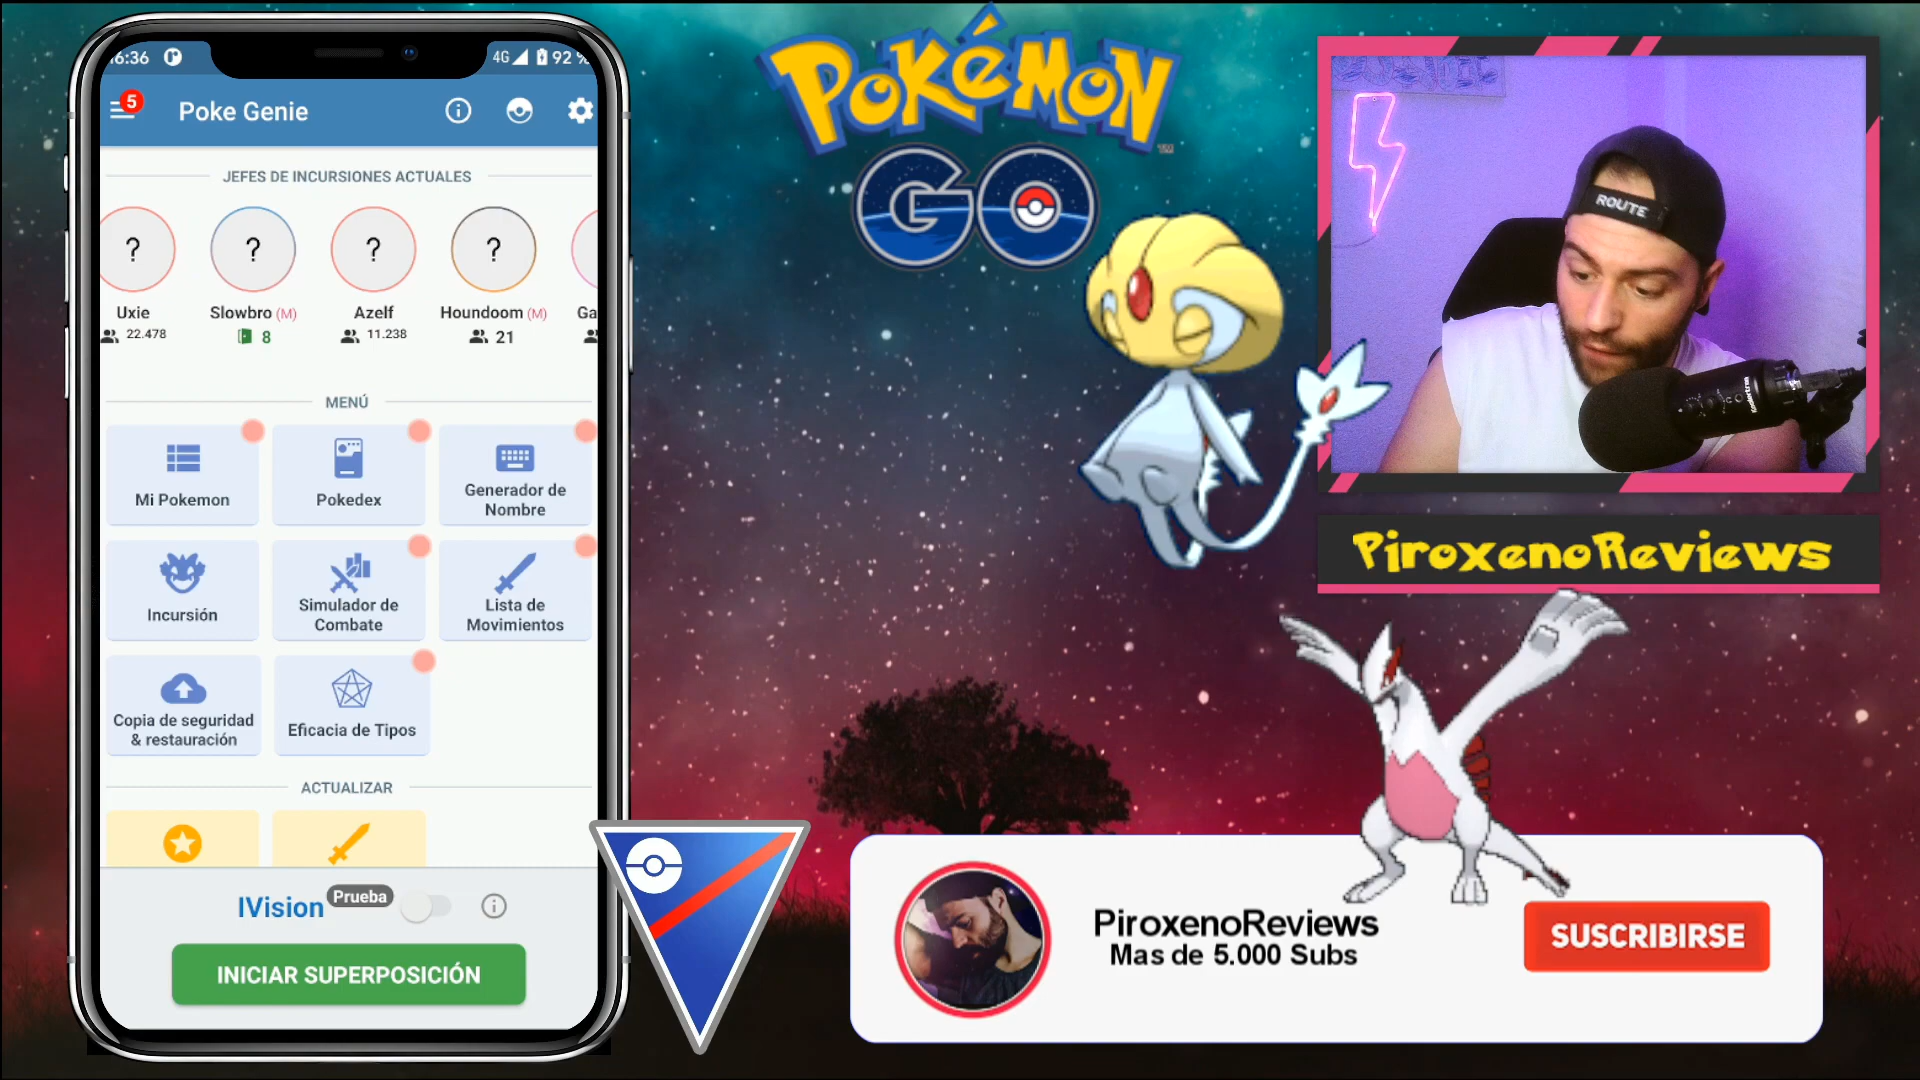 6:36
4G 92 %
5
Poke Genie
JEFES DE INCURSIONES ACTUALES
? ? ? ?
Uxie Slowbro (M) Azelf Houndoom (M) Ga
22.478 8 11.238 21
MENÚ
Mi Pokemon
Pokedex
Generador de
Nombre
Incursión
Simulador de
Combate
Lista de
Movimientos
Copia de seguridad
& restauración
Eficacia de Tipos
ACTUALIZAR
IVision Prueba
INICIAR SUPERPOSICIÓN
POKÉMON
TM
GO
ROUTE
PiroxenoReviews
PiroxenoReviews
Mas de 5.000 Subs
SUSCRIBIRSE